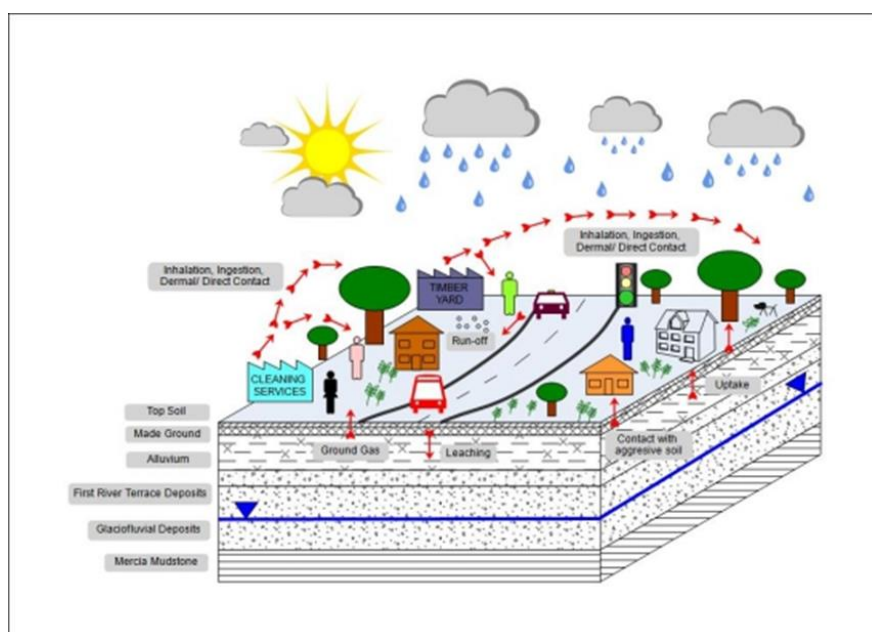 Inhalation, Ingestion,
Dermal/ Direct Contact
Inhalation, Ingestion,
Dermal/ Direct Contact
TIMBER
YARD
Run-off
CLEANING
SERVICES
Uptake
Top Soil
Made Ground
Ground Gas
Leaching
Contact with
aggresive soil
Alluvium
First River Terrace Deposits
Glaciofluvial Deposits
Mercia Mudstone